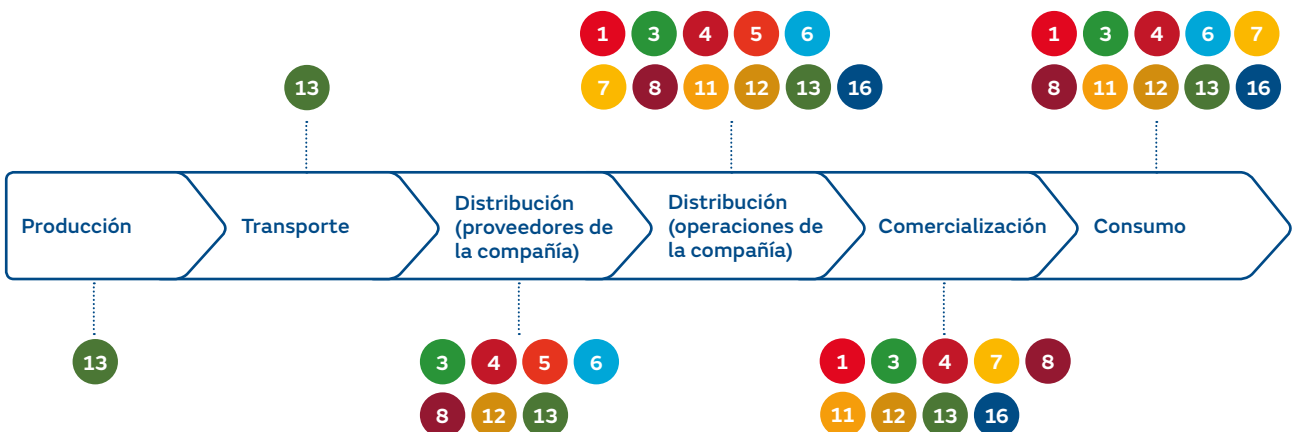 1 3 4 5 6
7 8 11 12 13 16
1 3 4 6 7
8 11 12 13 16
13
Producción
Transporte
Distribución
(proveedores de
la compañía)
Distribución
(operaciones de
la compañía)
Comercialización
Consumo
13
3 4 5 6
8 12 13
1 3 4 7 8
11 12 13 16